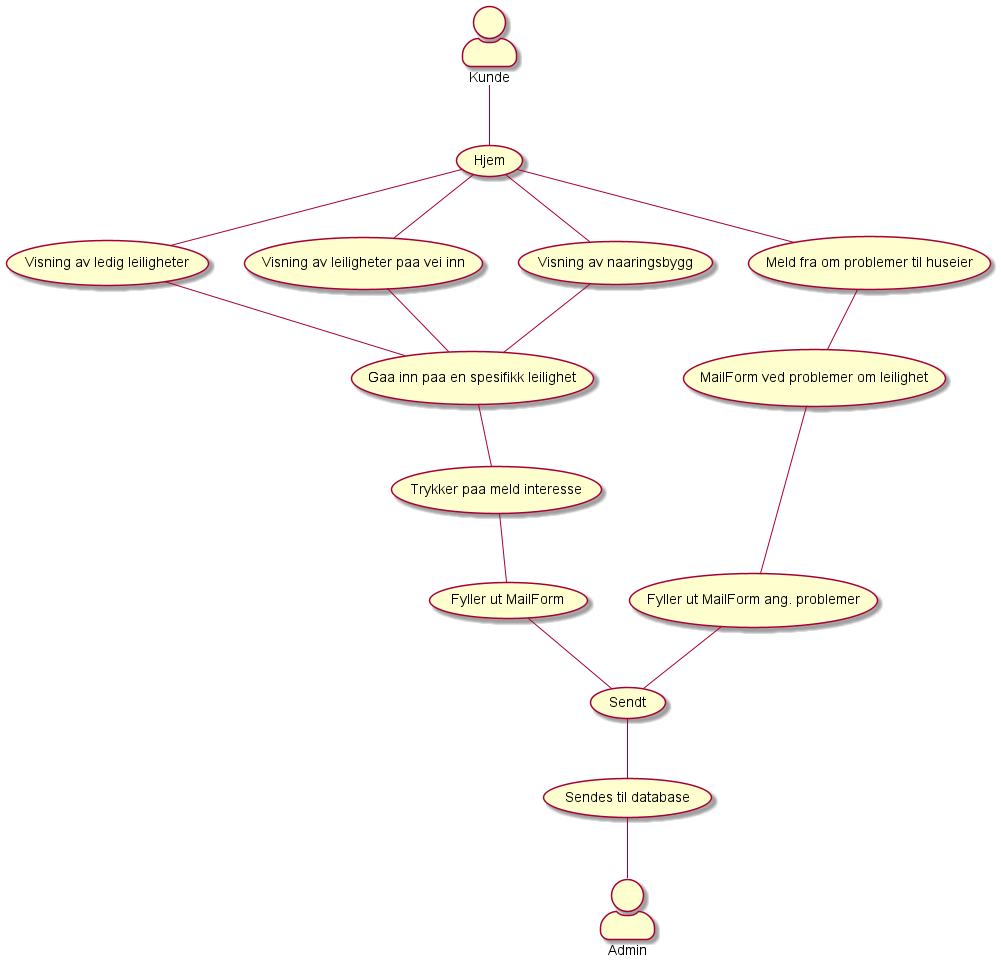 Kunde
Hjem
Visning av ledig leiligheter
Visning av leiligheter paa vei inn
Visning av naaringsbygg
Meld fra om problemer til huseier
Gaa inn paa en spesifikk leilighet
MailForm ved problemer om leilighet
Trykker paa meld interesse
Fyller ut MailForm
Fyller ut MailForm ang. problemer
Sendt
Sendes til database
Admin